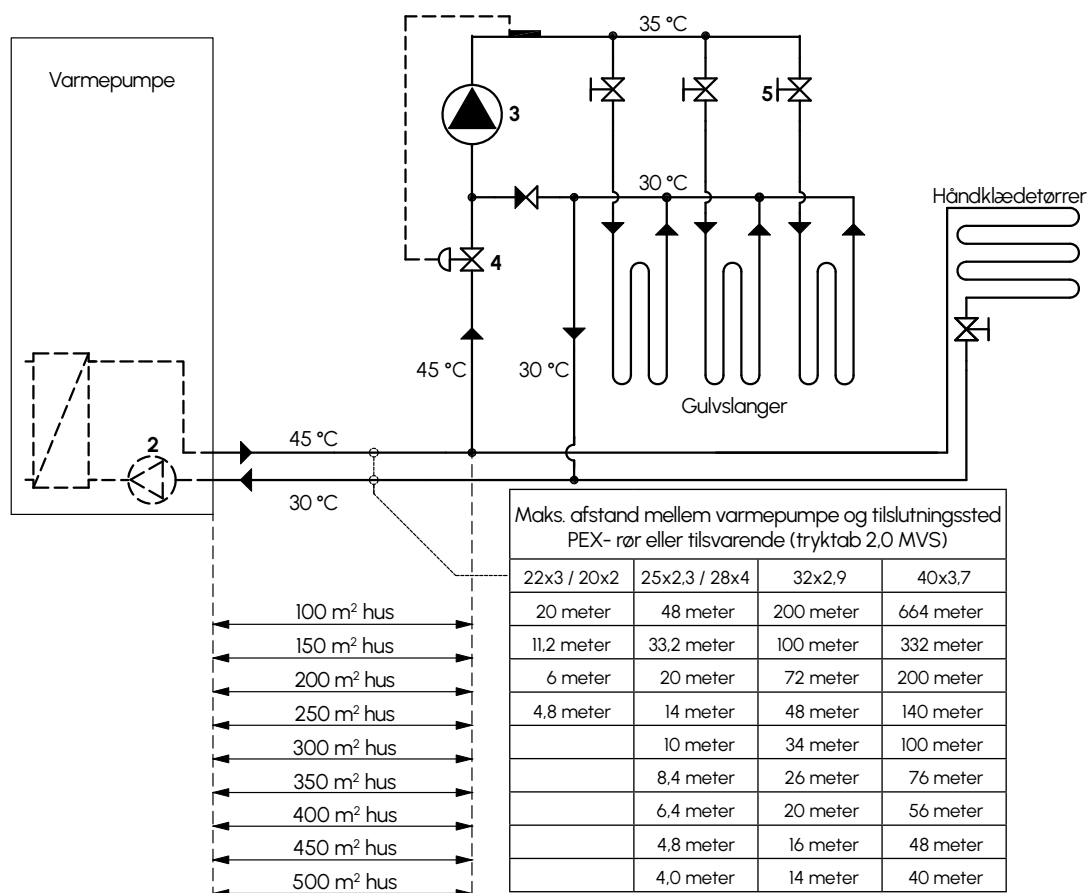 Varmepumpe
35 °C
3
5
30 °C
Håndklædetørrer
4
45 °C
30 °C
Gulvslanger
2
45 °C
30 °C
Maks. afstand mellem varmepumpe og tilslutningssted
PEX- rør eller tilsvarende (tryktab 2,0 MVS)
22x3 / 20x2 25x2,3 / 28x4 32x2,9 40x3,7
100 m² hus 20 meter 48 meter 200 meter 664 meter
150 m² hus 11,2 meter 33,2 meter 100 meter 332 meter
200 m² hus 6 meter 20 meter 72 meter 200 meter
250 m² hus 4,8 meter 14 meter 48 meter 140 meter
300 m² hus 10 meter 34 meter 100 meter
350 m² hus 8,4 meter 26 meter 76 meter
400 m² hus 6,4 meter 20 meter 56 meter
450 m² hus 4,8 meter 16 meter 48 meter
500 m² hus 4,0 meter 14 meter 40 meter